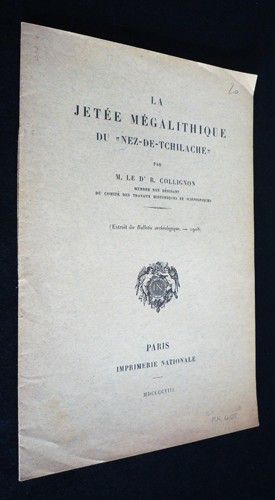 LA
JETÉE MÉGALITHIQUE
DU "NEZ-DE-TCHILACHE"
PAR
M. LE Dr R. COLLIGNON
MEMBRE NON RÉSIDANT
DU COMITÉ DES TRAVAUX HISTORIQUES ET SCIENTIFIQUES
(Extrait du Bulletin archéologique. — 1908)
PARIS
IMPRIMERIE NATIONALE
MDCCCCVIII